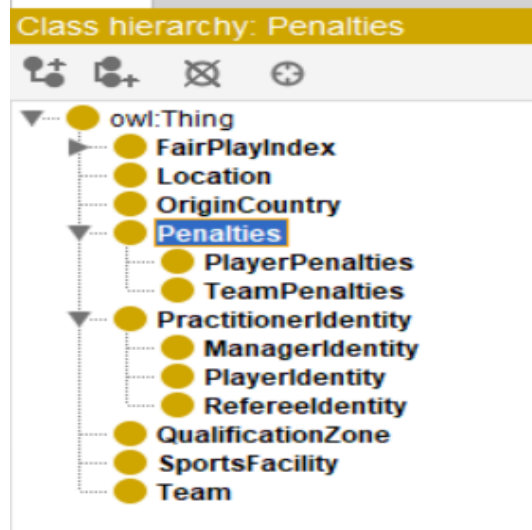 Class hierarchy: Penalties
owl:Thing
FairPlayIndex
Location
OriginCountry
Penalties
PlayerPenalties
TeamPenalties
PractitionerIdentity
ManagerIdentity
PlayerIdentity
RefereeIdentity
QualificationZone
SportsFacility
Team